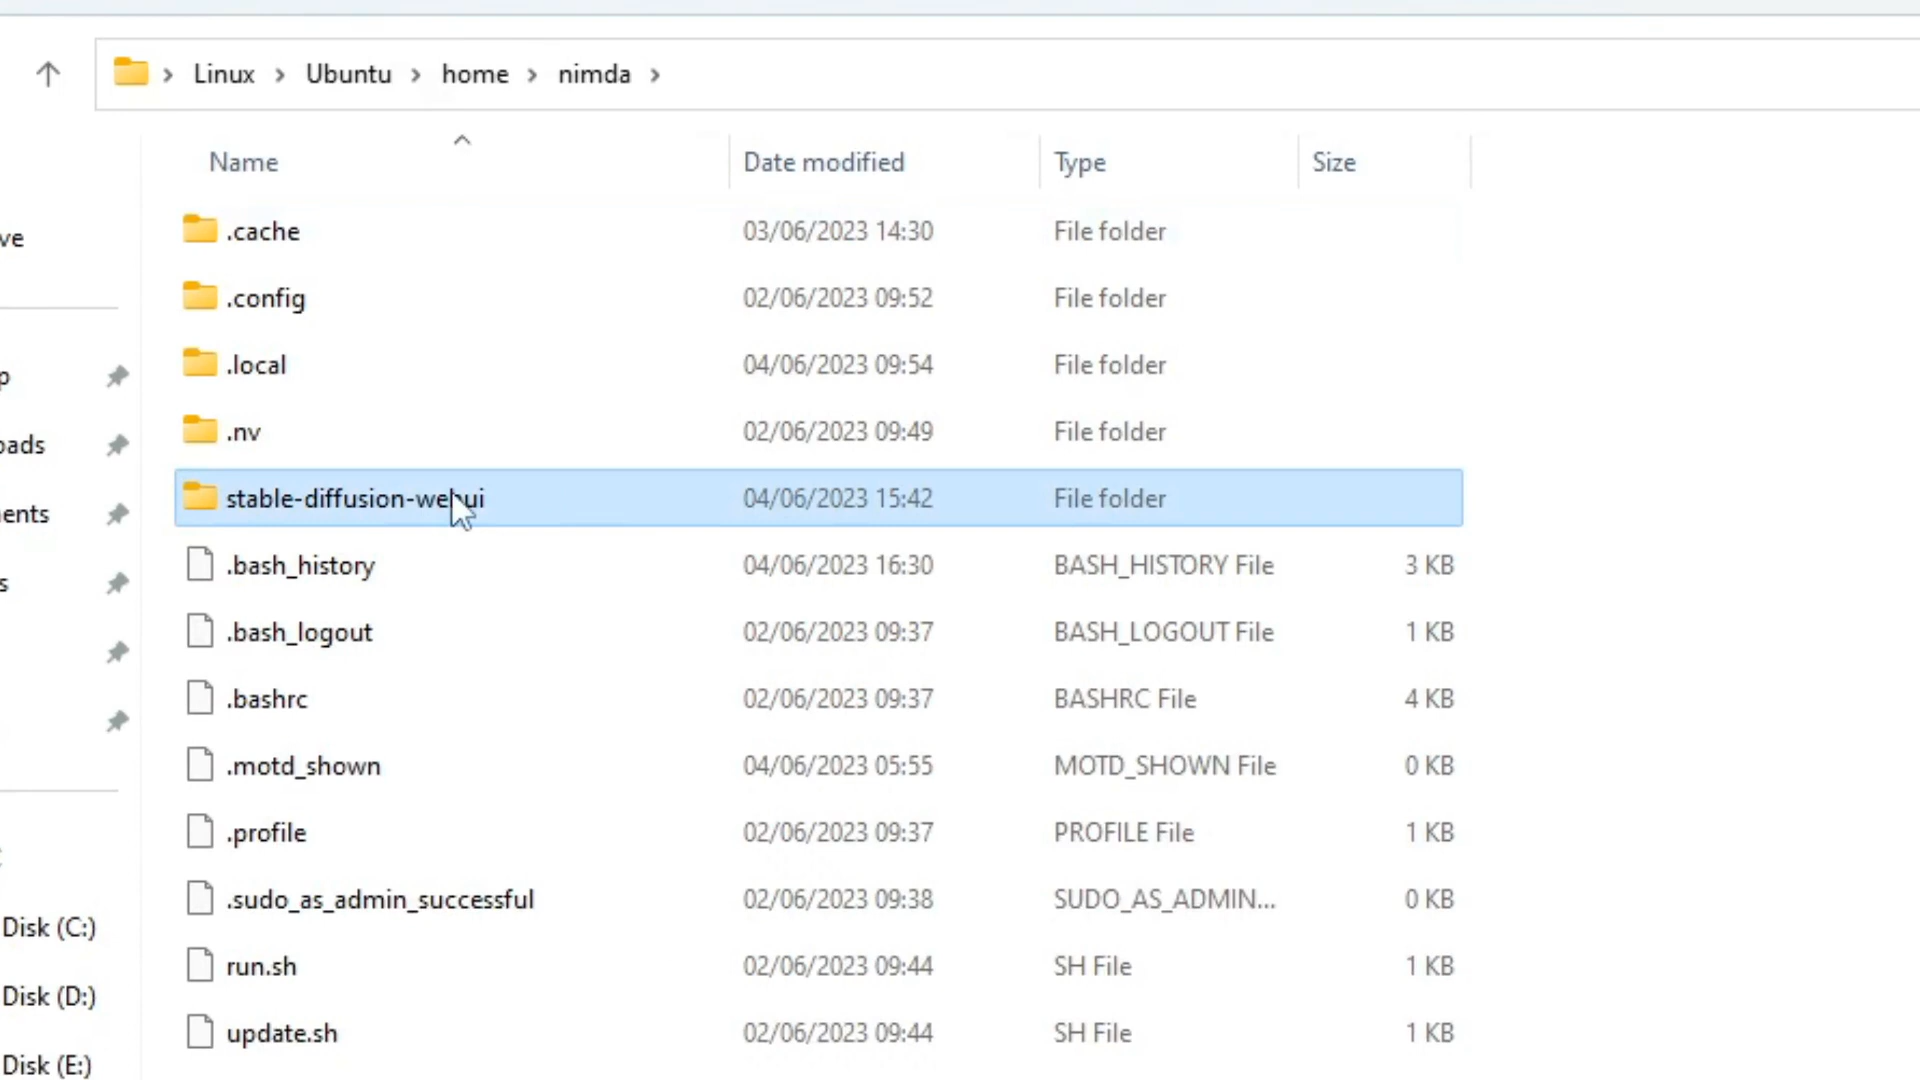 Linux > Ubuntu > home > nimda >
Name Date modified Type Size
.cache 03/06/2023 14:30 File folder
ve
.config 02/06/2023 09:52 File folder
.local 04/06/2023 09:54 File folder
p
.nv 02/06/2023 09:49 File folder
oads
stable-diffusion-webui 04/06/2023 15:42 File folder
ents
.bash_history 04/06/2023 16:30 BASH_HISTORY File 3 KB
s
.bash_logout 02/06/2023 09:37 BASH_LOGOUT File 1 KB
.bashrc 02/06/2023 09:37 BASHRC File 4 KB
.motd_shown 04/06/2023 05:55 MOTD_SHOWN File 0 KB
.profile 02/06/2023 09:37 PROFILE File 1 KB
.sudo_as_admin_successful 02/06/2023 09:38 SUDO_AS_ADMIN... 0 KB
Disk (C:)
run.sh 02/06/2023 09:44 SH File 1 KB
Disk (D:)
update.sh 02/06/2023 09:44 SH File 1 KB
Disk (E:)